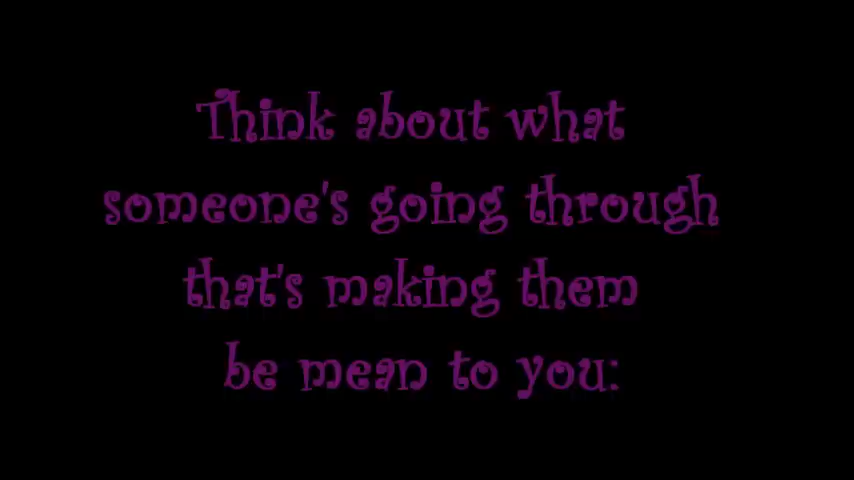 Think about what
someone's going through
that's making them
be mean to you: